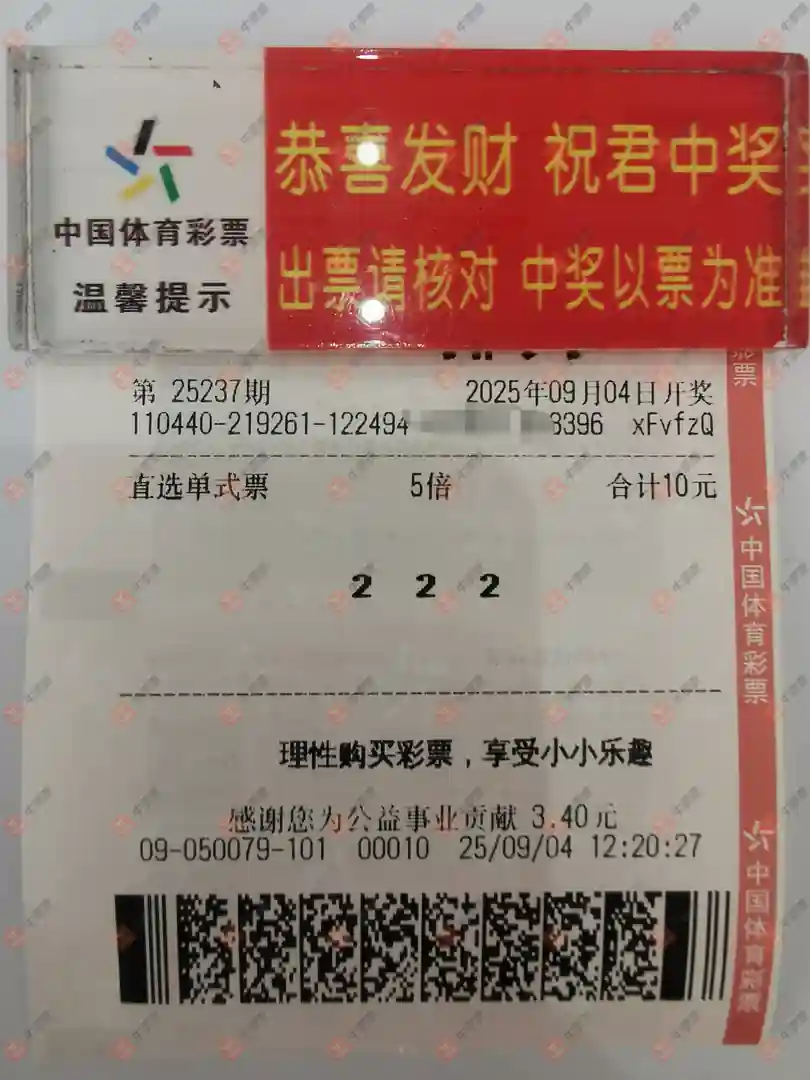 恭喜发财 祝君中奖
中国体育彩票
温馨提示
出票请核对 中奖以票为准
第 25237期 2025年09月04日开奖
110440-219261-122494 8396 xFvfzQ
直选单式票 5倍 合计10元
2 2 2
理性购买彩票，享受小小乐趣
感谢您为公益事业贡献 3.40元
09-050079-101 00010 25/09/04 12:20:27
彩票
中国体育彩票
中国体育彩票